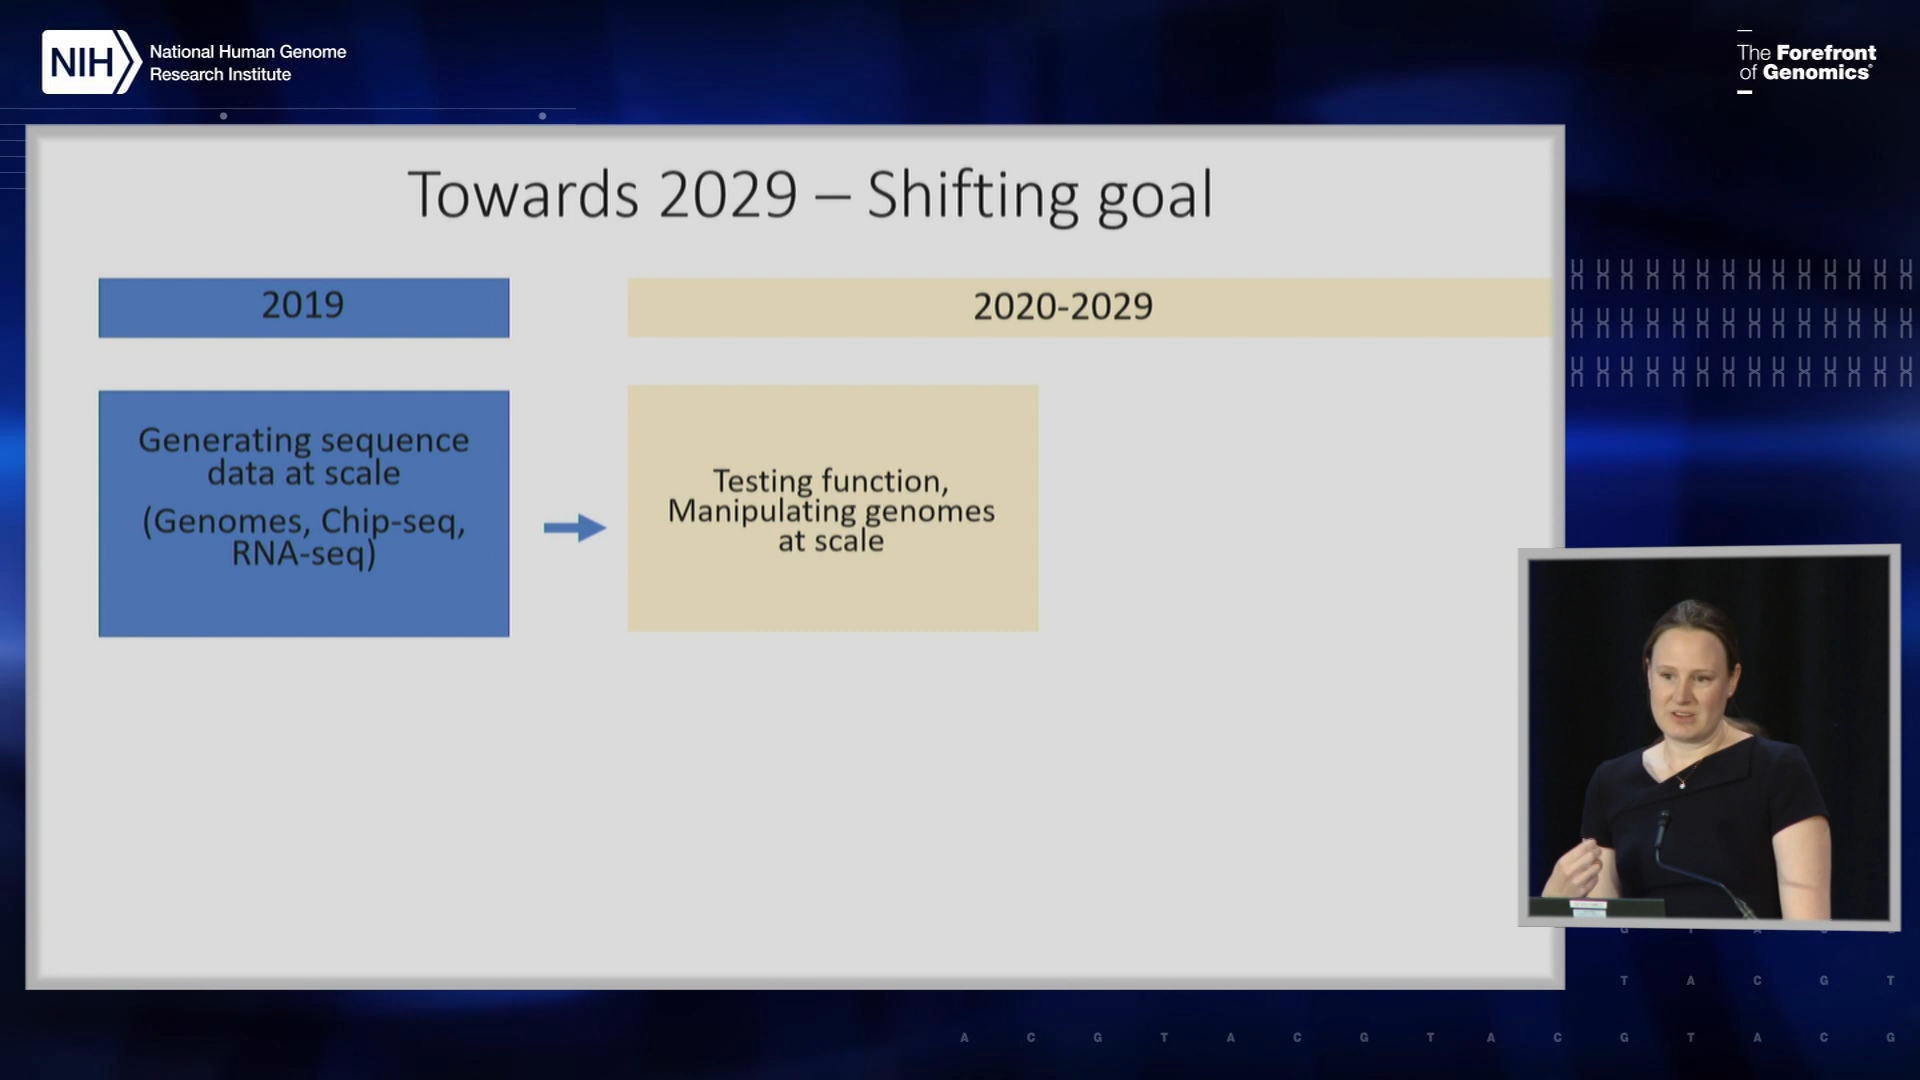 NIH
National Human Genome
Research Institute
The Forefront
of Genomics®
Towards 2029 – Shifting goal
2019
2020-2029
Generating sequence
data at scale
(Genomes, Chip-seq,
RNA-seq)
Testing function,
Manipulating genomes
at scale
T A C G T
A C G T A C G T A C G T A C G